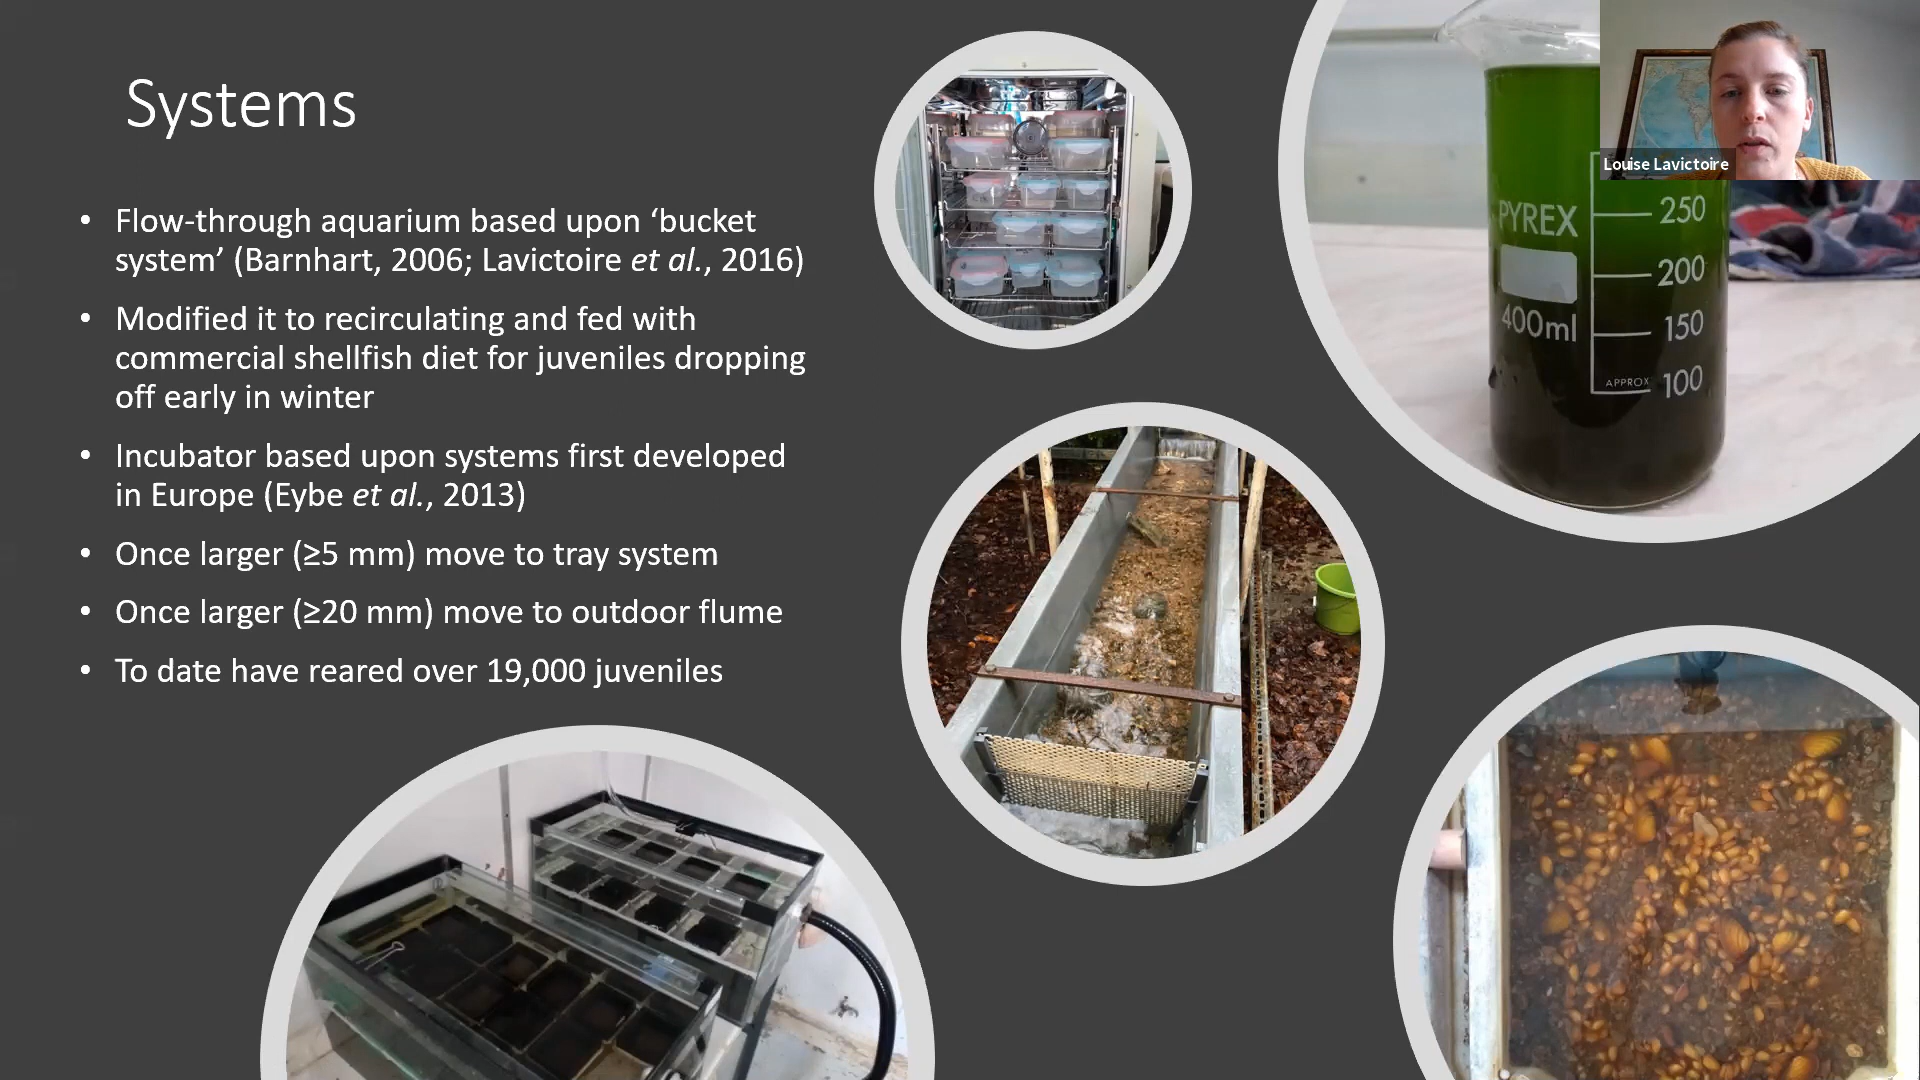 Systems
• Flow-through aquarium based upon ‘bucket
system’ (Barnhart, 2006; Lavictoire et al., 2016)
• Modified it to recirculating and fed with
commercial shellfish diet for juveniles dropping
off early in winter
• Incubator based upon systems first developed
in Europe (Eybe et al., 2013)
• Once larger (≥5 mm) move to tray system
• Once larger (≥20 mm) move to outdoor flume
• To date have reared over 19,000 juveniles
Louise Lavictoire
PYREX
400ml
250
200
150
APPROX 100